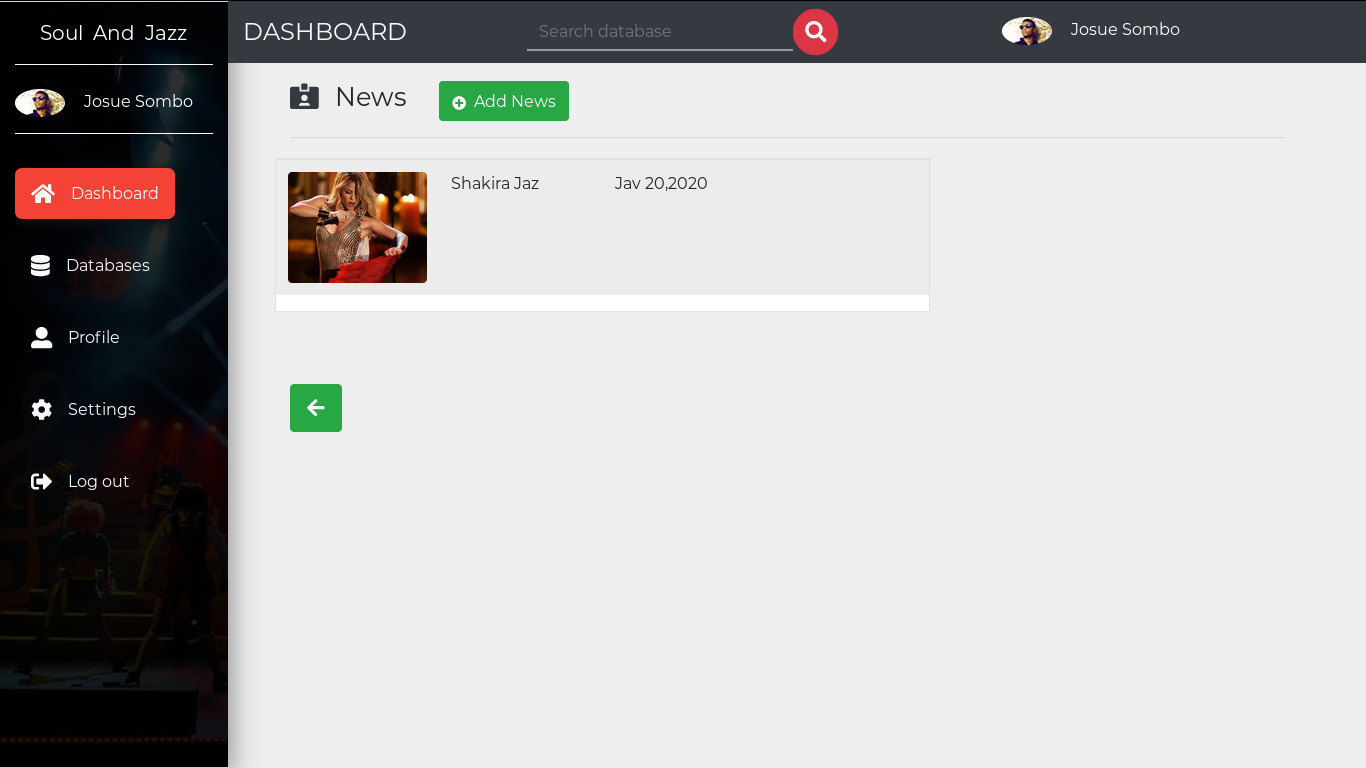 Soul And Jazz
Josue Sombo
Dashboard
Databases
Profile
Settings
Log out
DASHBOARD
Search database
Josue Sombo
News
Add News
Shakira Jaz
Jav 20,2020